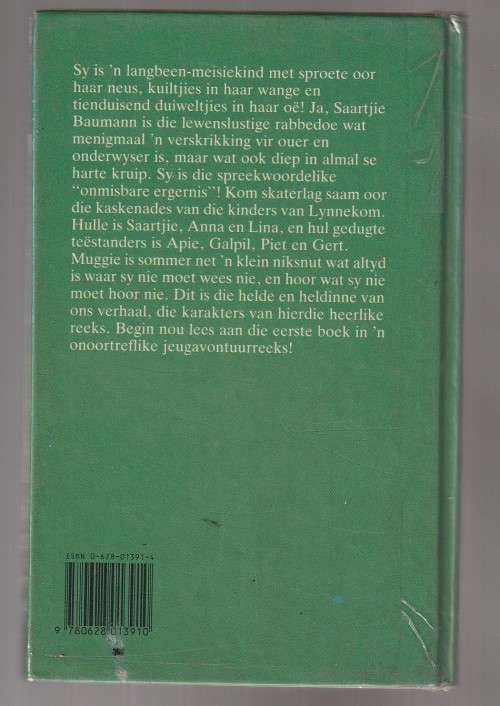 Sy is 'n langbeen-meisiekind met sproete oor
haar neus, kuiltjies in haar wange en
tienduisend duiweltjies in haar oë! Ja, Saartjie
Baumann is die lewenslustige rabbedoe wat
menigmaal 'n verskrikking vir ouer en
onderwyser is, maar wat ook diep in almal se
harte kruip. Sy is die spreekwoordelike
“onmisbare ergernis”! Kom skaterlag saam oor
die kaskenades van die kinders van Lynnekom.
Hulle is Saartjie, Anna en Lina, en hul gedugte
teëstanders is Apie, Galpil, Piet en Gert.
Muggie is sommer net 'n klein niksnut wat altyd
is waar sy nie moet wees nie, en hoor wat sy nie
moet hoor nie. Dit is die helde en heldinne van
ons verhaal, die karakters van hierdie heerlike
reeks. Begin nou lees aan die eerste boek in 'n
onoortreflike jeugavontuurreeks!
ISBN 0-628-01391-4
9 780628 013910